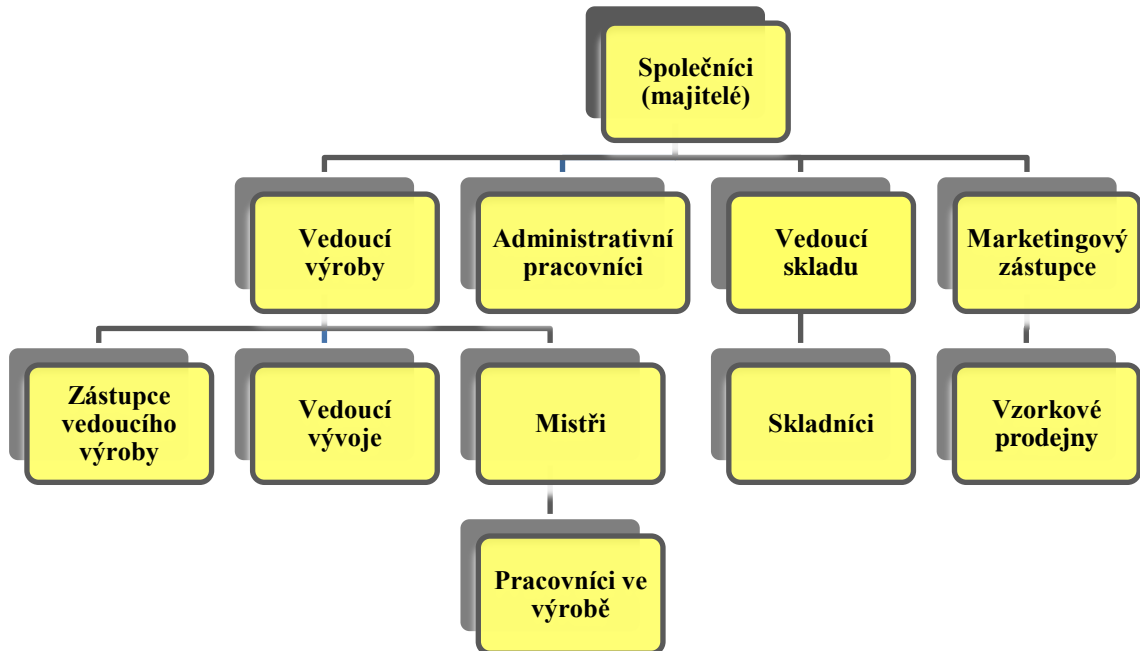 Společníci
(majitelé)
Vedoucí
výroby
Administrativní
pracovníci
Vedoucí
skladu
Marketingový
zástupce
Zástupce
vedoucího
výroby
Vedoucí
vývoje
Mistři
Skladníci
Vzorkové
prodejny
Pracovníci ve
výrobě